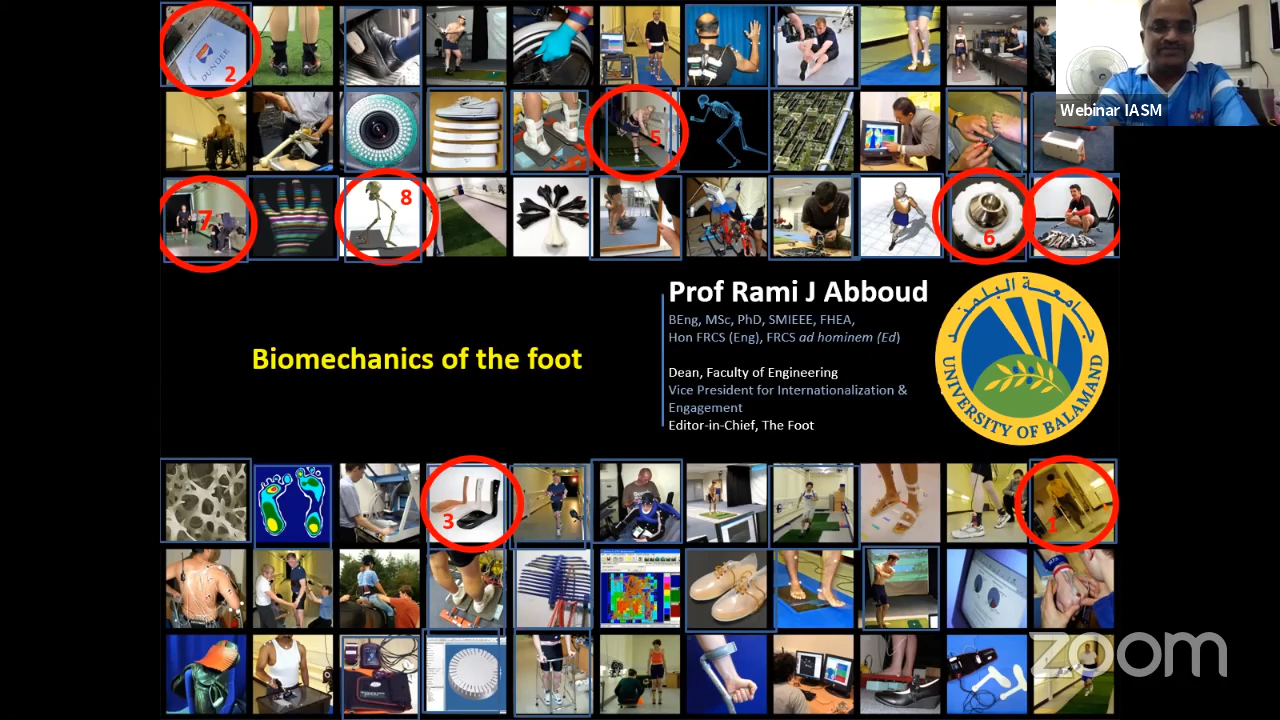 DUNDEE
2
Webinar IASM
5
7
8
6
Prof Rami J Abboud
BEng, MSc, PhD, SMIEEE, FHEA,
Hon FRCS (Eng), FRCS ad hominem (Ed)
Biomechanics of the foot
Dean, Faculty of Engineering
Vice President for Internationalization &
Engagement
Editor-in-Chief, The Foot
جامعة البلمند
UNIVERSITY OF BALAMAND
3
1
zoom